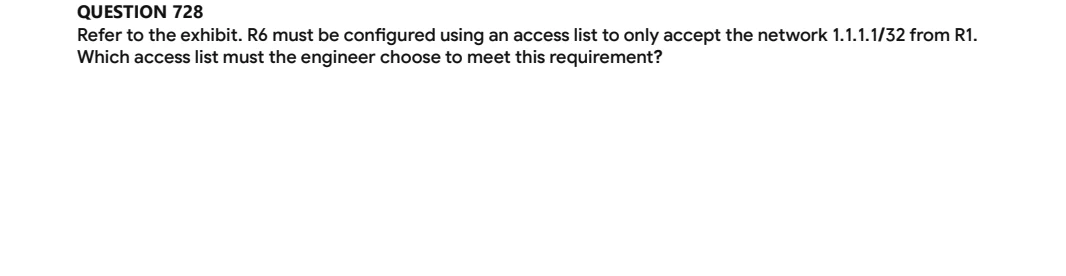 QUESTION 728
Refer to the exhibit. R6 must be configured using an access list to only accept the network 1.1.1.1/32 from R1.
Which access list must the engineer choose to meet this requirement?